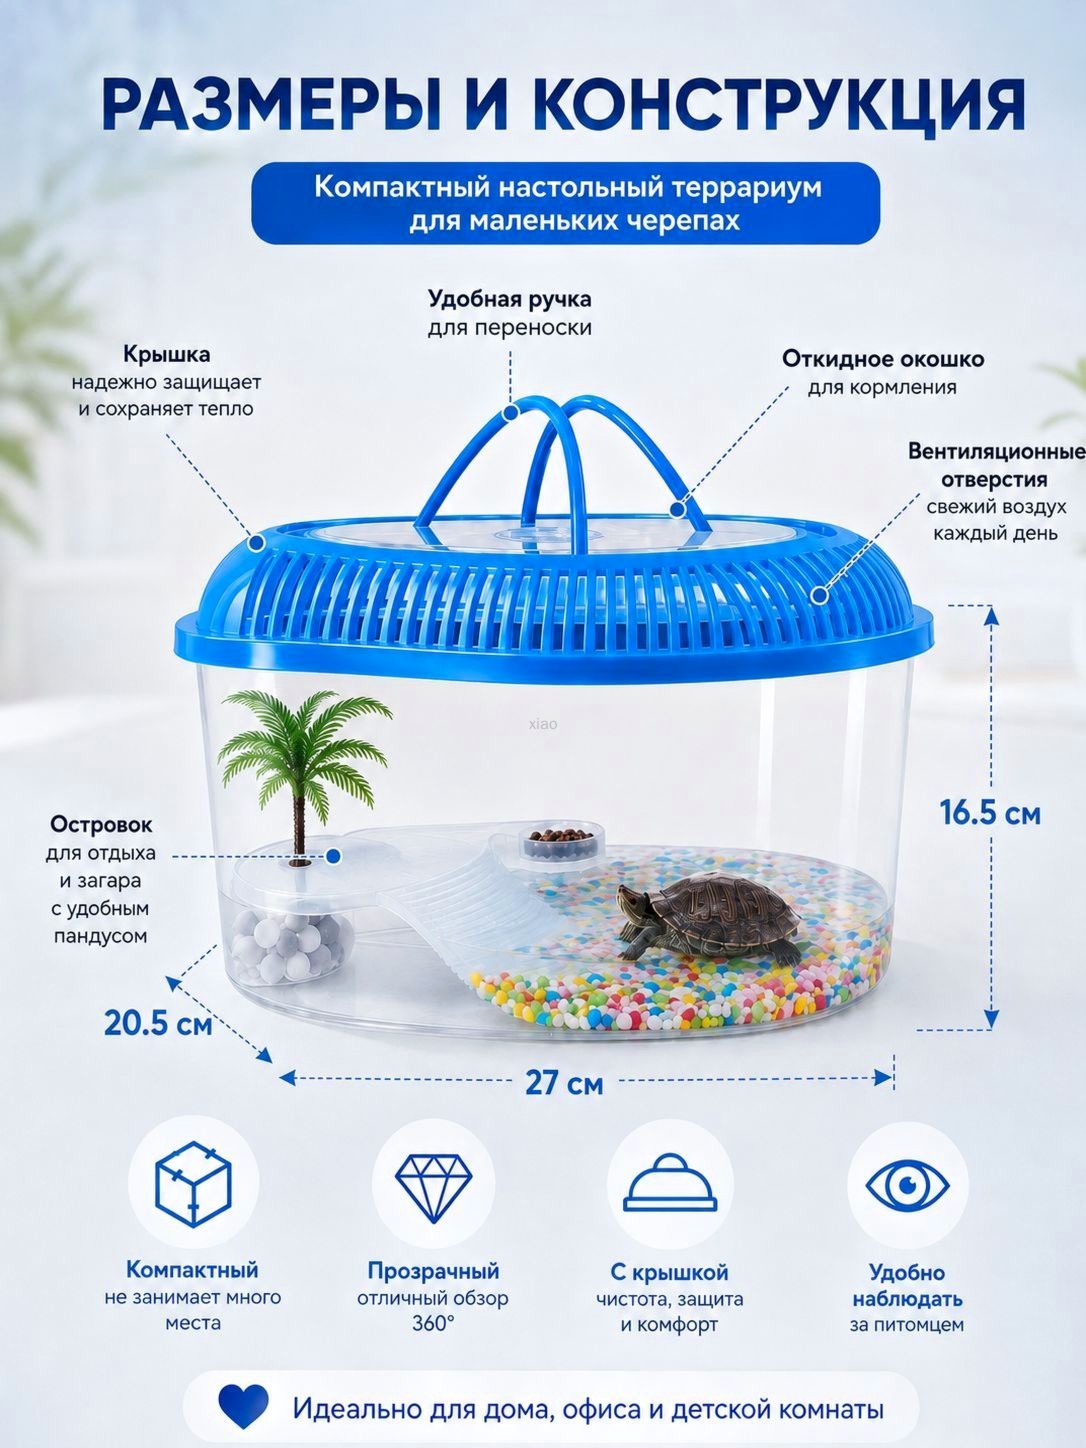 РАЗМЕРЫ И КОНСТРУКЦИЯ
Компактный настольный террариум
для маленьких черепах
Удобная ручка
для переноски
Крышка
надежно защищает
и сохраняет тепло
Откидное окошко
для кормления
Вентиляционные
отверстия
свежий воздух
каждый день
xiao
16.5 см
Островок
для отдыха
и загара
с удобным
пандусом
20.5 см
27 см
Компактный
не занимает много
места
Прозрачный
отличный обзор
360°
С крышкой
чистота, защита
и комфорт
Удобно
наблюдать
за питомцем
Идеально для дома, офиса и детской комнаты